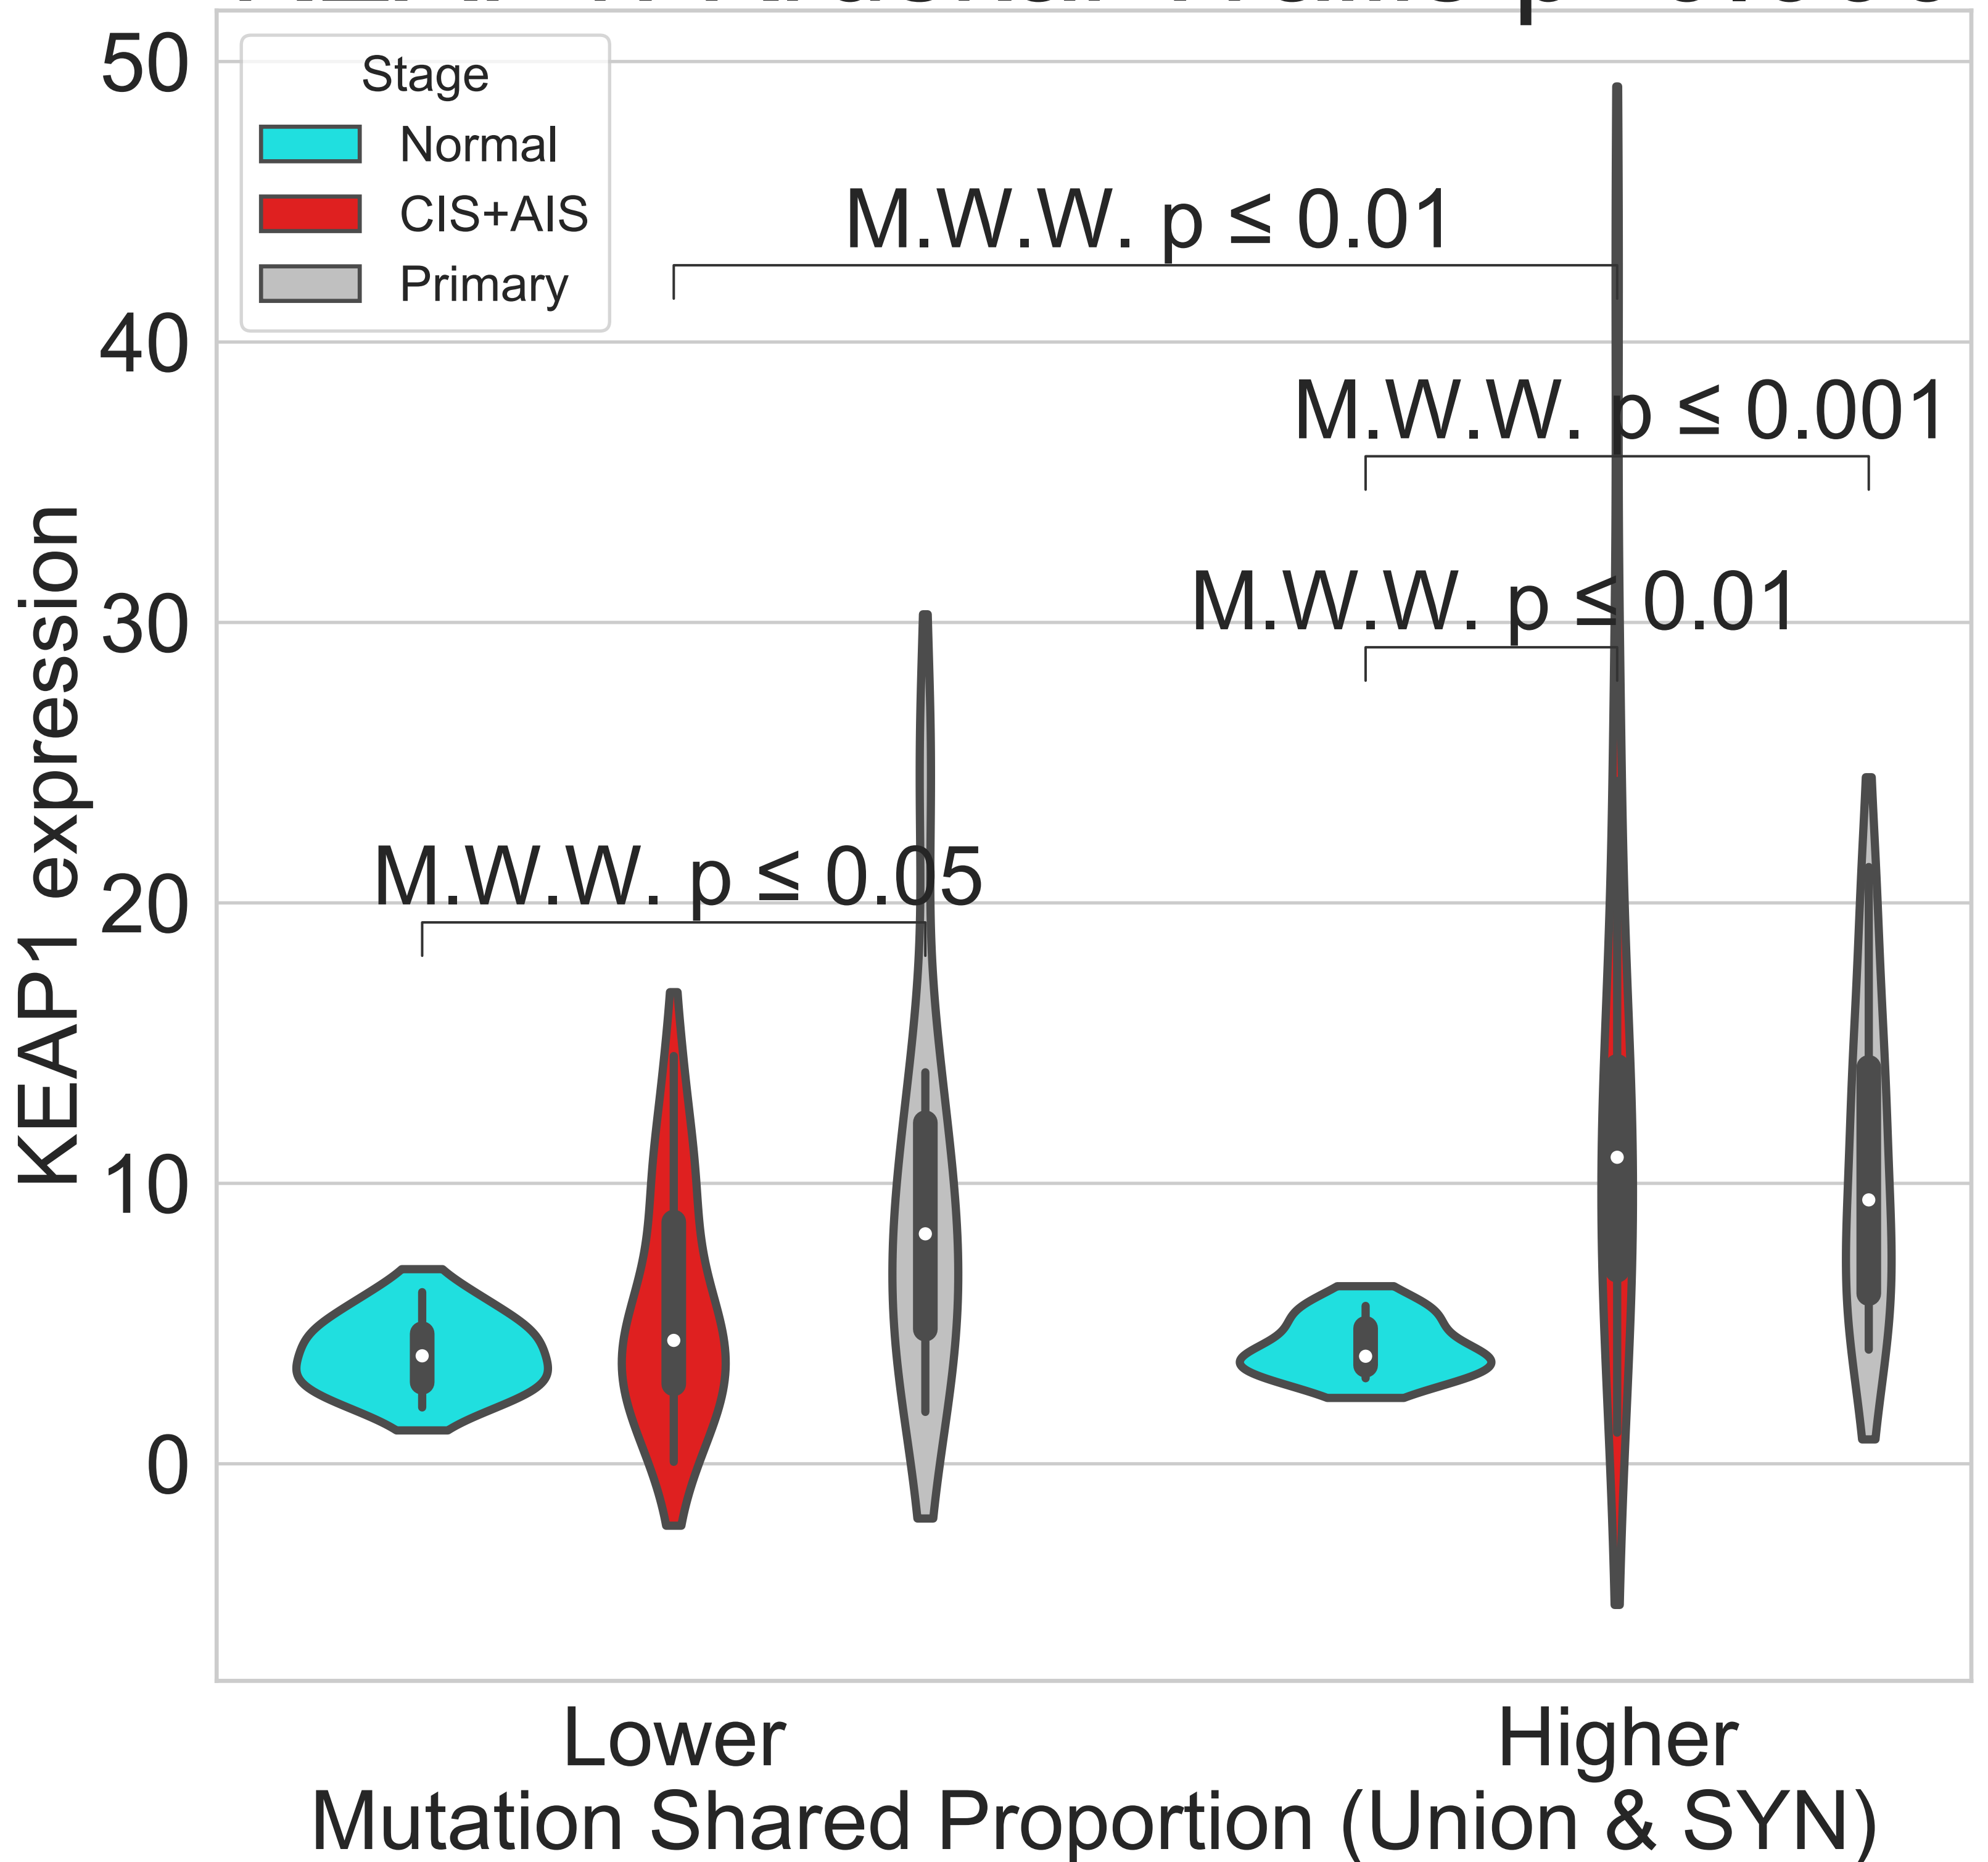 50
Stage
Normal
CIS+AIS
Primary
M.W.W. p ≤ 0.01
40
M.W.W. p ≤ 0.001
30
M.W.W. p ≤ 0.01
20
M.W.W. p ≤ 0.05
10
0
KEAP1 expression
Lower
Higher
Mutation Shared Proportion (Union & SYN)